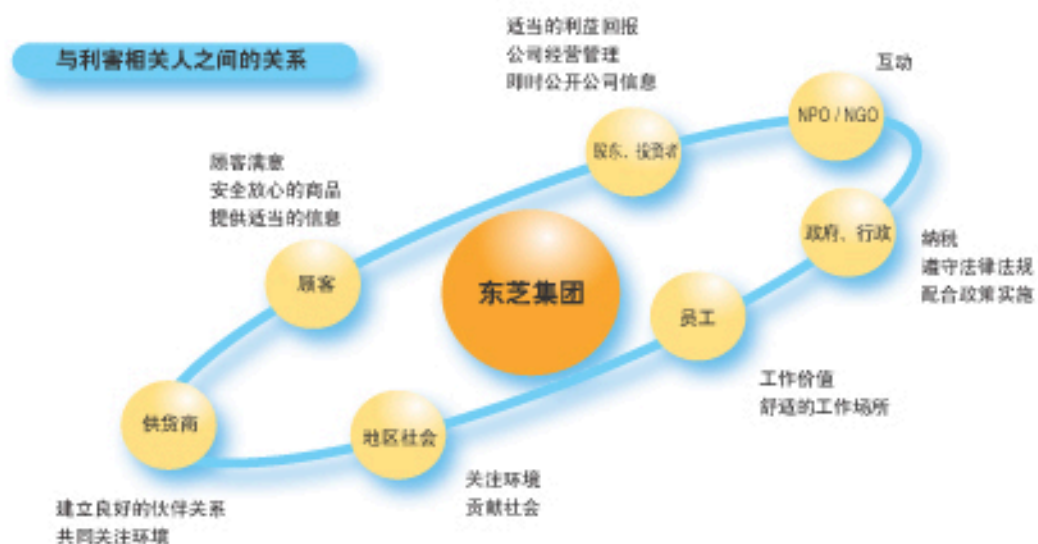 与利害相关人之间的关系
适当的利益回报
公司经营管理
即时公开公司信息
互动
NPO / NGO
股东、投资者
顾客满意
安全放心的商品
提供适当的信息
政府、行政
纳税
遵守法律法规
配合政策实施
顾客
东芝集团
员工
工作价值
舒适的工作场所
供货商
地区社会
关注环境
贡献社会
建立良好的伙伴关系
共同关注环境